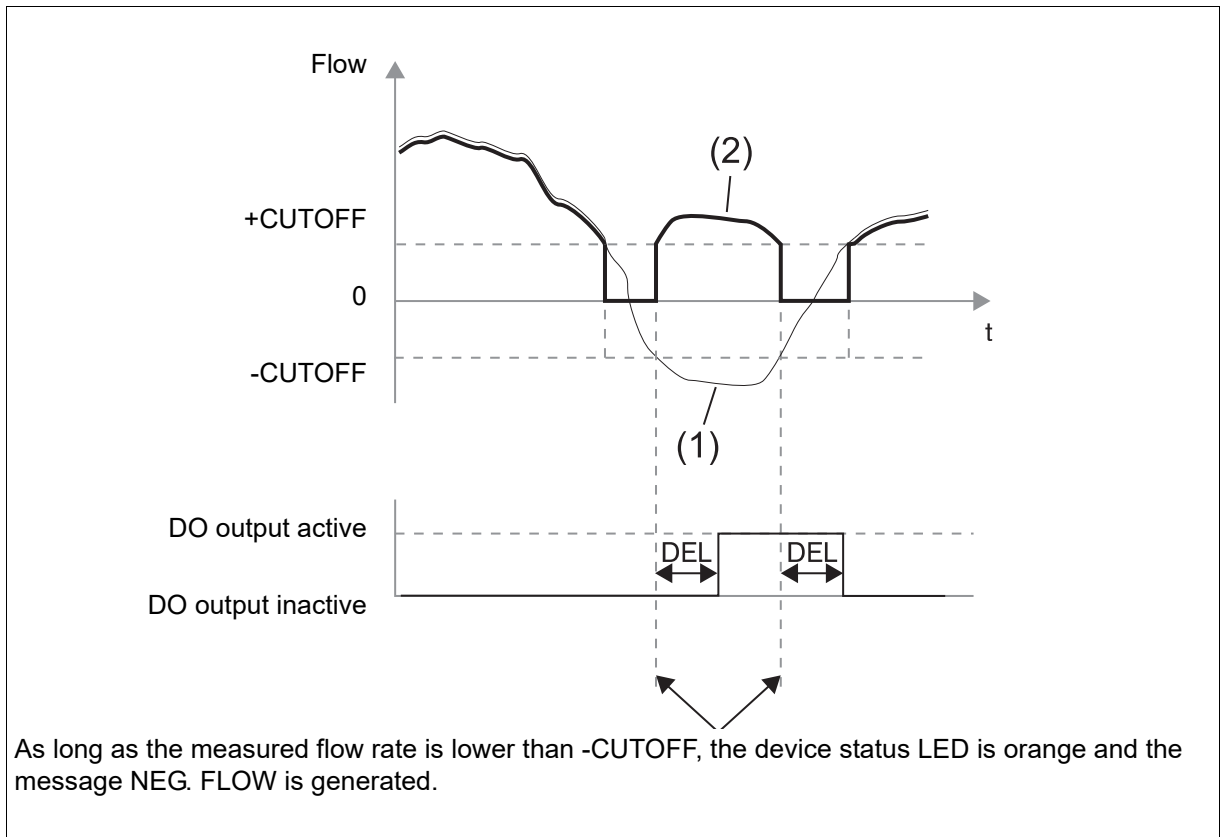 Flow
(2)
+CUTOFF
0
t
-CUTOFF
(1)
DO output active
DEL DEL
DO output inactive
As long as the measured flow rate is lower than -CUTOFF, the device status LED is orange and the
message NEG. FLOW is generated.